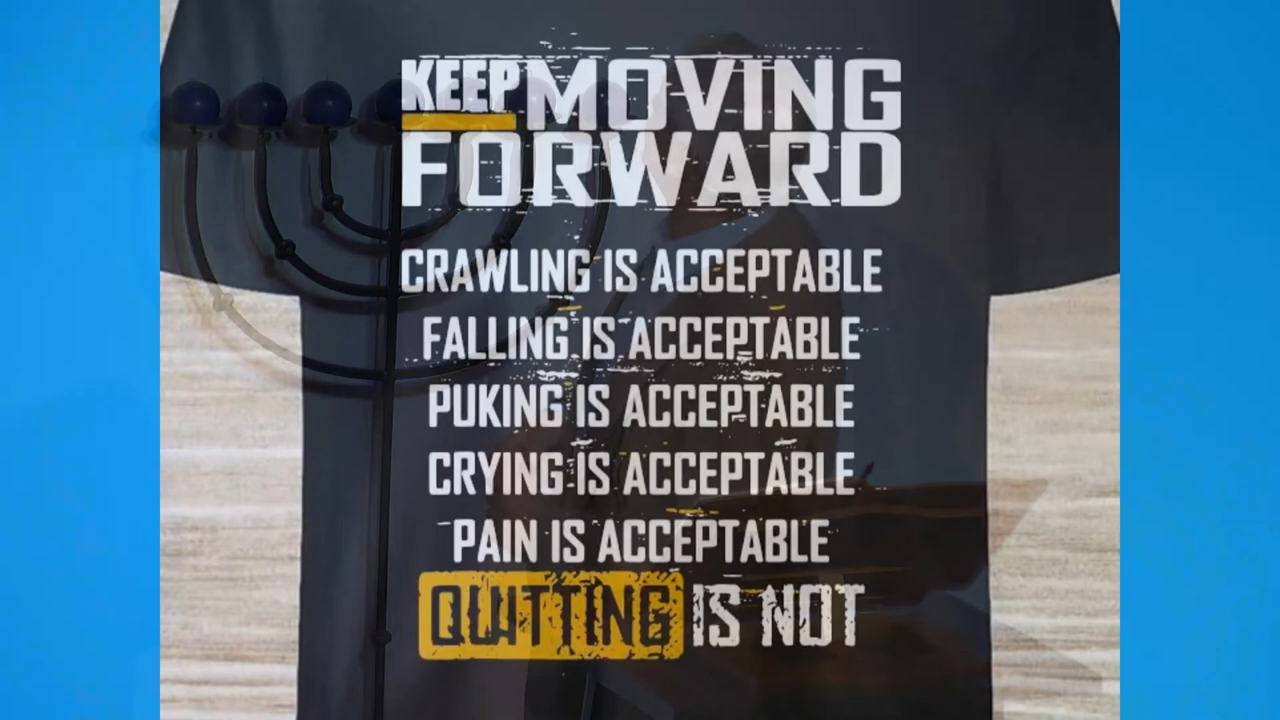 KEEP MOVING
FORWARD
CRAWLING IS ACCEPTABLE
FALLING IS ACCEPTABLE
PUKING IS ACCEPTABLE
CRYING IS ACCEPTABLE
PAIN IS ACCEPTABLE
QUITTING IS NOT